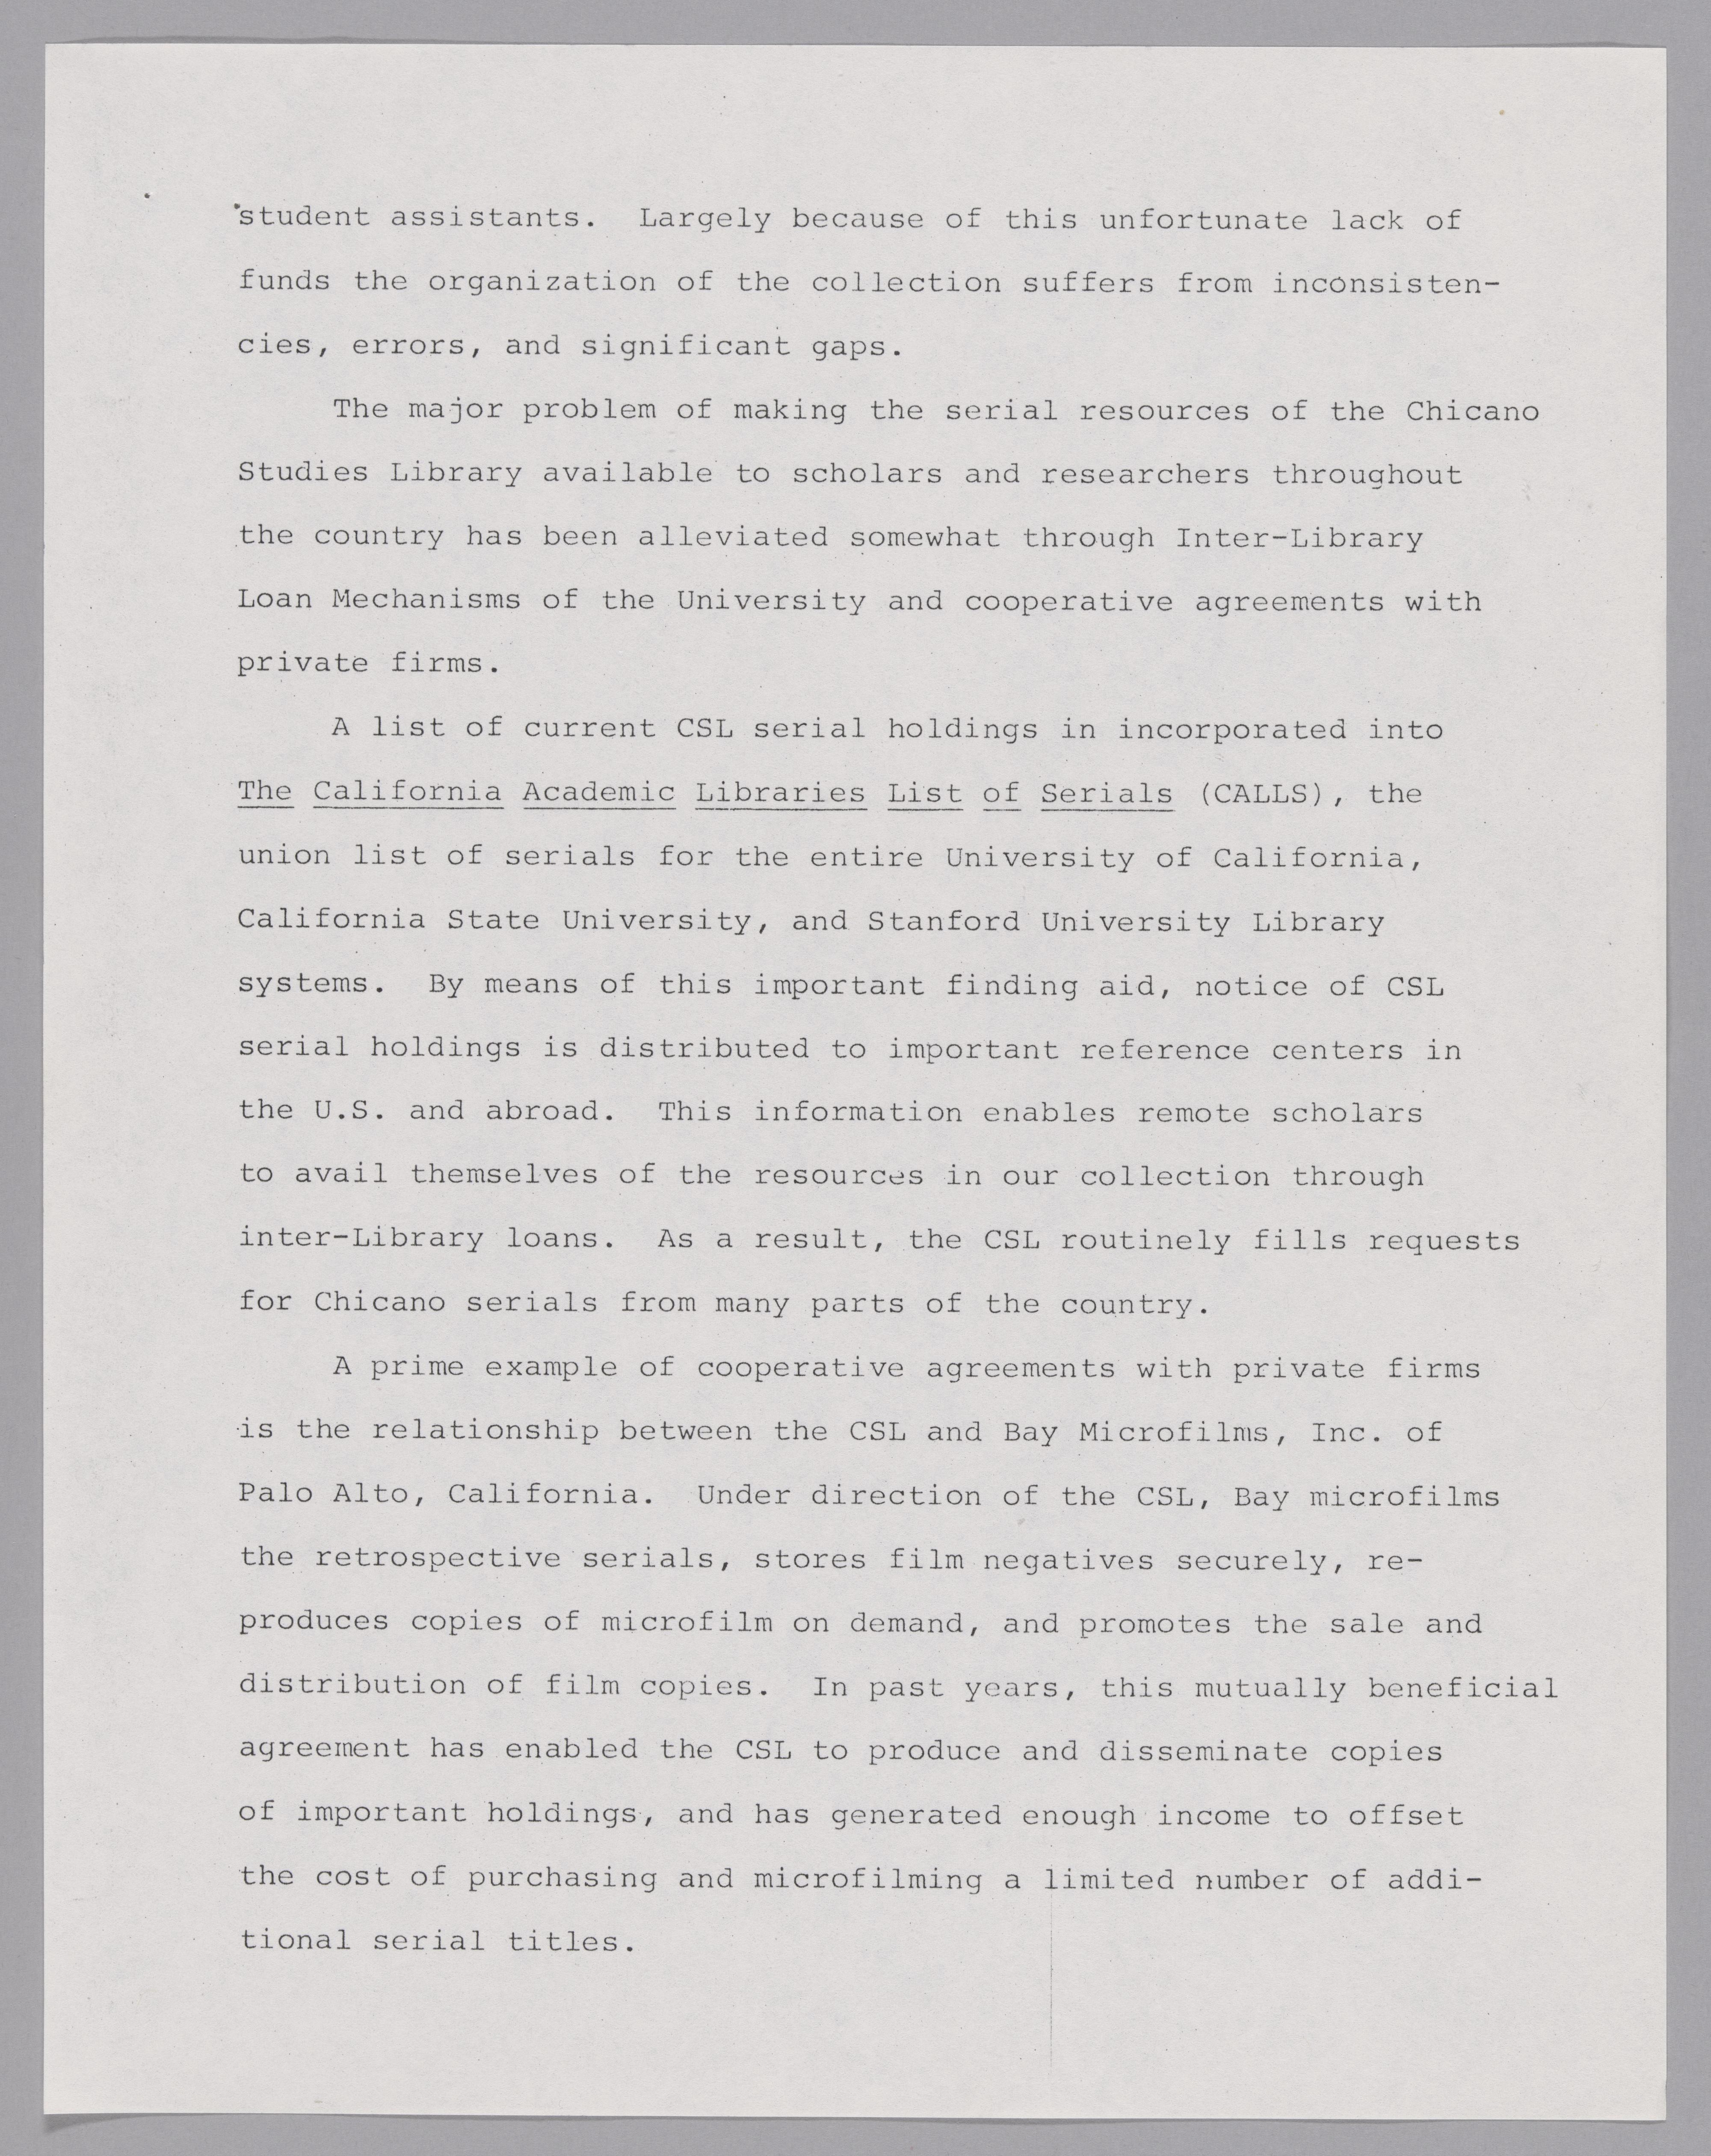 student assistants.  Largely because of this unfortunate lack of
funds the organization of the collection suffers from inconsisten-
cies, errors, and significant gaps.
The major problem of making the serial resources of the Chicano
Studies Library available to scholars and researchers throughout
the country has been alleviated somewhat through Inter-Library
Loan Mechanisms of the University and cooperative agreements with
private firms.
A list of current CSL serial holdings in incorporated into
The California Academic Libraries List of Serials (CALLS), the
union list of serials for the entire University of California,
California State University, and Stanford University Library
systems.  By means of this important finding aid, notice of CSL
serial holdings is distributed to important reference centers in
the U.S. and abroad.  This information enables remote scholars
to avail themselves of the resources in our collection through
inter-Library loans.  As a result, the CSL routinely fills requests
for Chicano serials from many parts of the country.
A prime example of cooperative agreements with private firms
is the relationship between the CSL and Bay Microfilms, Inc. of
Palo Alto, California.  Under direction of the CSL, Bay microfilms
the retrospective serials, stores film negatives securely, re-
produces copies of microfilm on demand, and promotes the sale and
distribution of film copies.  In past years, this mutually beneficial
agreement has enabled the CSL to produce and disseminate copies
of important holdings, and has generated enough income to offset
the cost of purchasing and microfilming a limited number of addi-
tional serial titles.